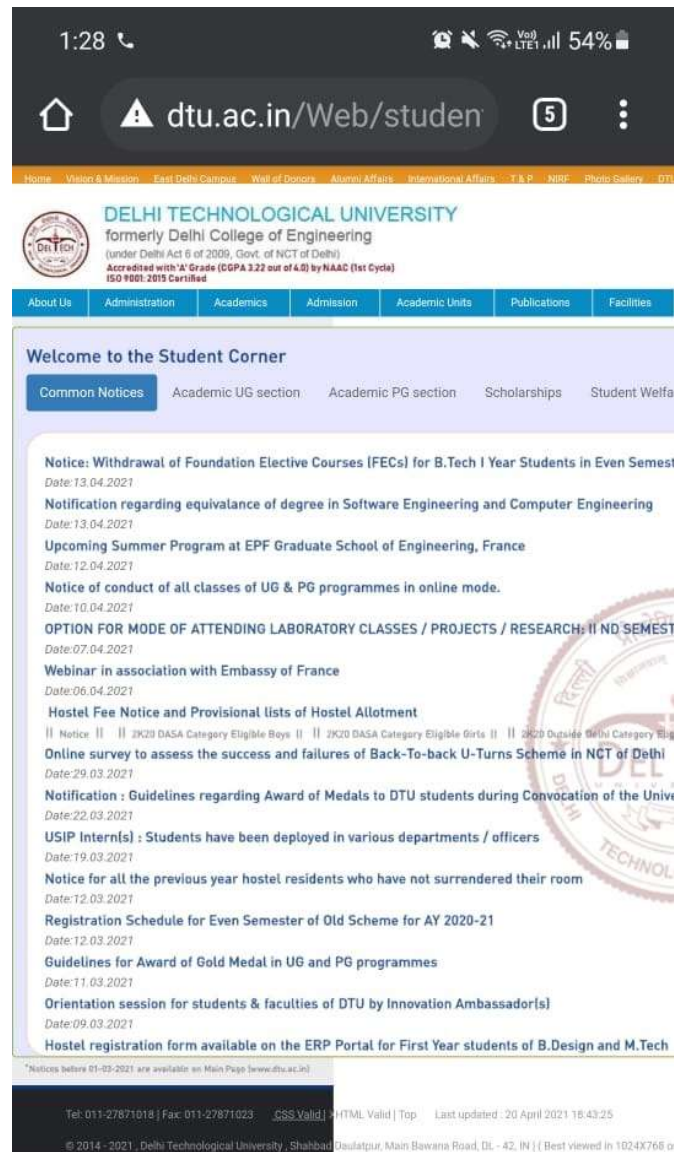 1:28
Vo)) LTE1 54%
dtu.ac.in/Web/studen
5
Home Vision & Mission East Delhi Campus Wall of Donors Alumni Affairs International Affairs T & P NIRF Photo Gallery DTU
DELHI TECHNOLOGICAL UNIVERSITY
formerly Delhi College of Engineering
(under Delhi Act 6 of 2009, Govt. of NCT of Delhi)
Accredited with 'A' Grade (CGPA 3.22 out of 4.0) by NAAC (1st Cycle)
ISO 9001: 2015 Certified
DELTECH
About Us Administration Academics Admission Academic Units Publications Facilities
Welcome to the Student Corner
Common Notices Academic UG section Academic PG section Scholarships Student Welfa
Notice: Withdrawal of Foundation Elective Courses (FECs) for B.Tech I Year Students in Even Semest
Date:13.04.2021
Notification regarding equivalance of degree in Software Engineering and Computer Engineering
Date:13.04.2021
Upcoming Summer Program at EPF Graduate School of Engineering, France
Date:12.04.2021
Notice of conduct of all classes of UG & PG programmes in online mode.
Date:10.04.2021
OPTION FOR MODE OF ATTENDING LABORATORY CLASSES / PROJECTS / RESEARCH: II ND SEMEST
Date:07.04.2021
Webinar in association with Embassy of France
Date:06.04.2021
Hostel Fee Notice and Provisional lists of Hostel Allotment
|| Notice || || 2K20 DASA Category Eligible Boys || || 2K20 DASA Category Eligible Girls || || 2K20 Outside Delhi Category Elig
Online survey to assess the success and failures of Back-To-back U-Turns Scheme in NCT of Delhi
Date:29.03.2021
Notification : Guidelines regarding Award of Medals to DTU students during Convocation of the Unive
Date:22.03.2021
USIP Intern(s) : Students have been deployed in various departments / officers
Date:19.03.2021
Notice for all the previous year hostel residents who have not surrendered their room
Date:12.03.2021
Registration Schedule for Even Semester of Old Scheme for AY 2020-21
Date:12.03.2021
Guidelines for Award of Gold Medal in UG and PG programmes
Date:11.03.2021
Orientation session for students & faculties of DTU by Innovation Ambassador(s)
Date:09.03.2021
Hostel registration form available on the ERP Portal for First Year students of B.Design and M.Tech
*Notices before 01-03-2021 are available on Main Page (www.dtu.ac.in)
Tel: 011-27871018 | Fax: 011-27871023 CSS Valid | XHTML Valid | Top Last updated : 20 April 2021 18:43:25
© 2014 - 2021 , Delhi Technological University , Shahbad Daulatpur, Main Bawana Road, DL - 42, IN | ( Best viewed in 1024X768 o